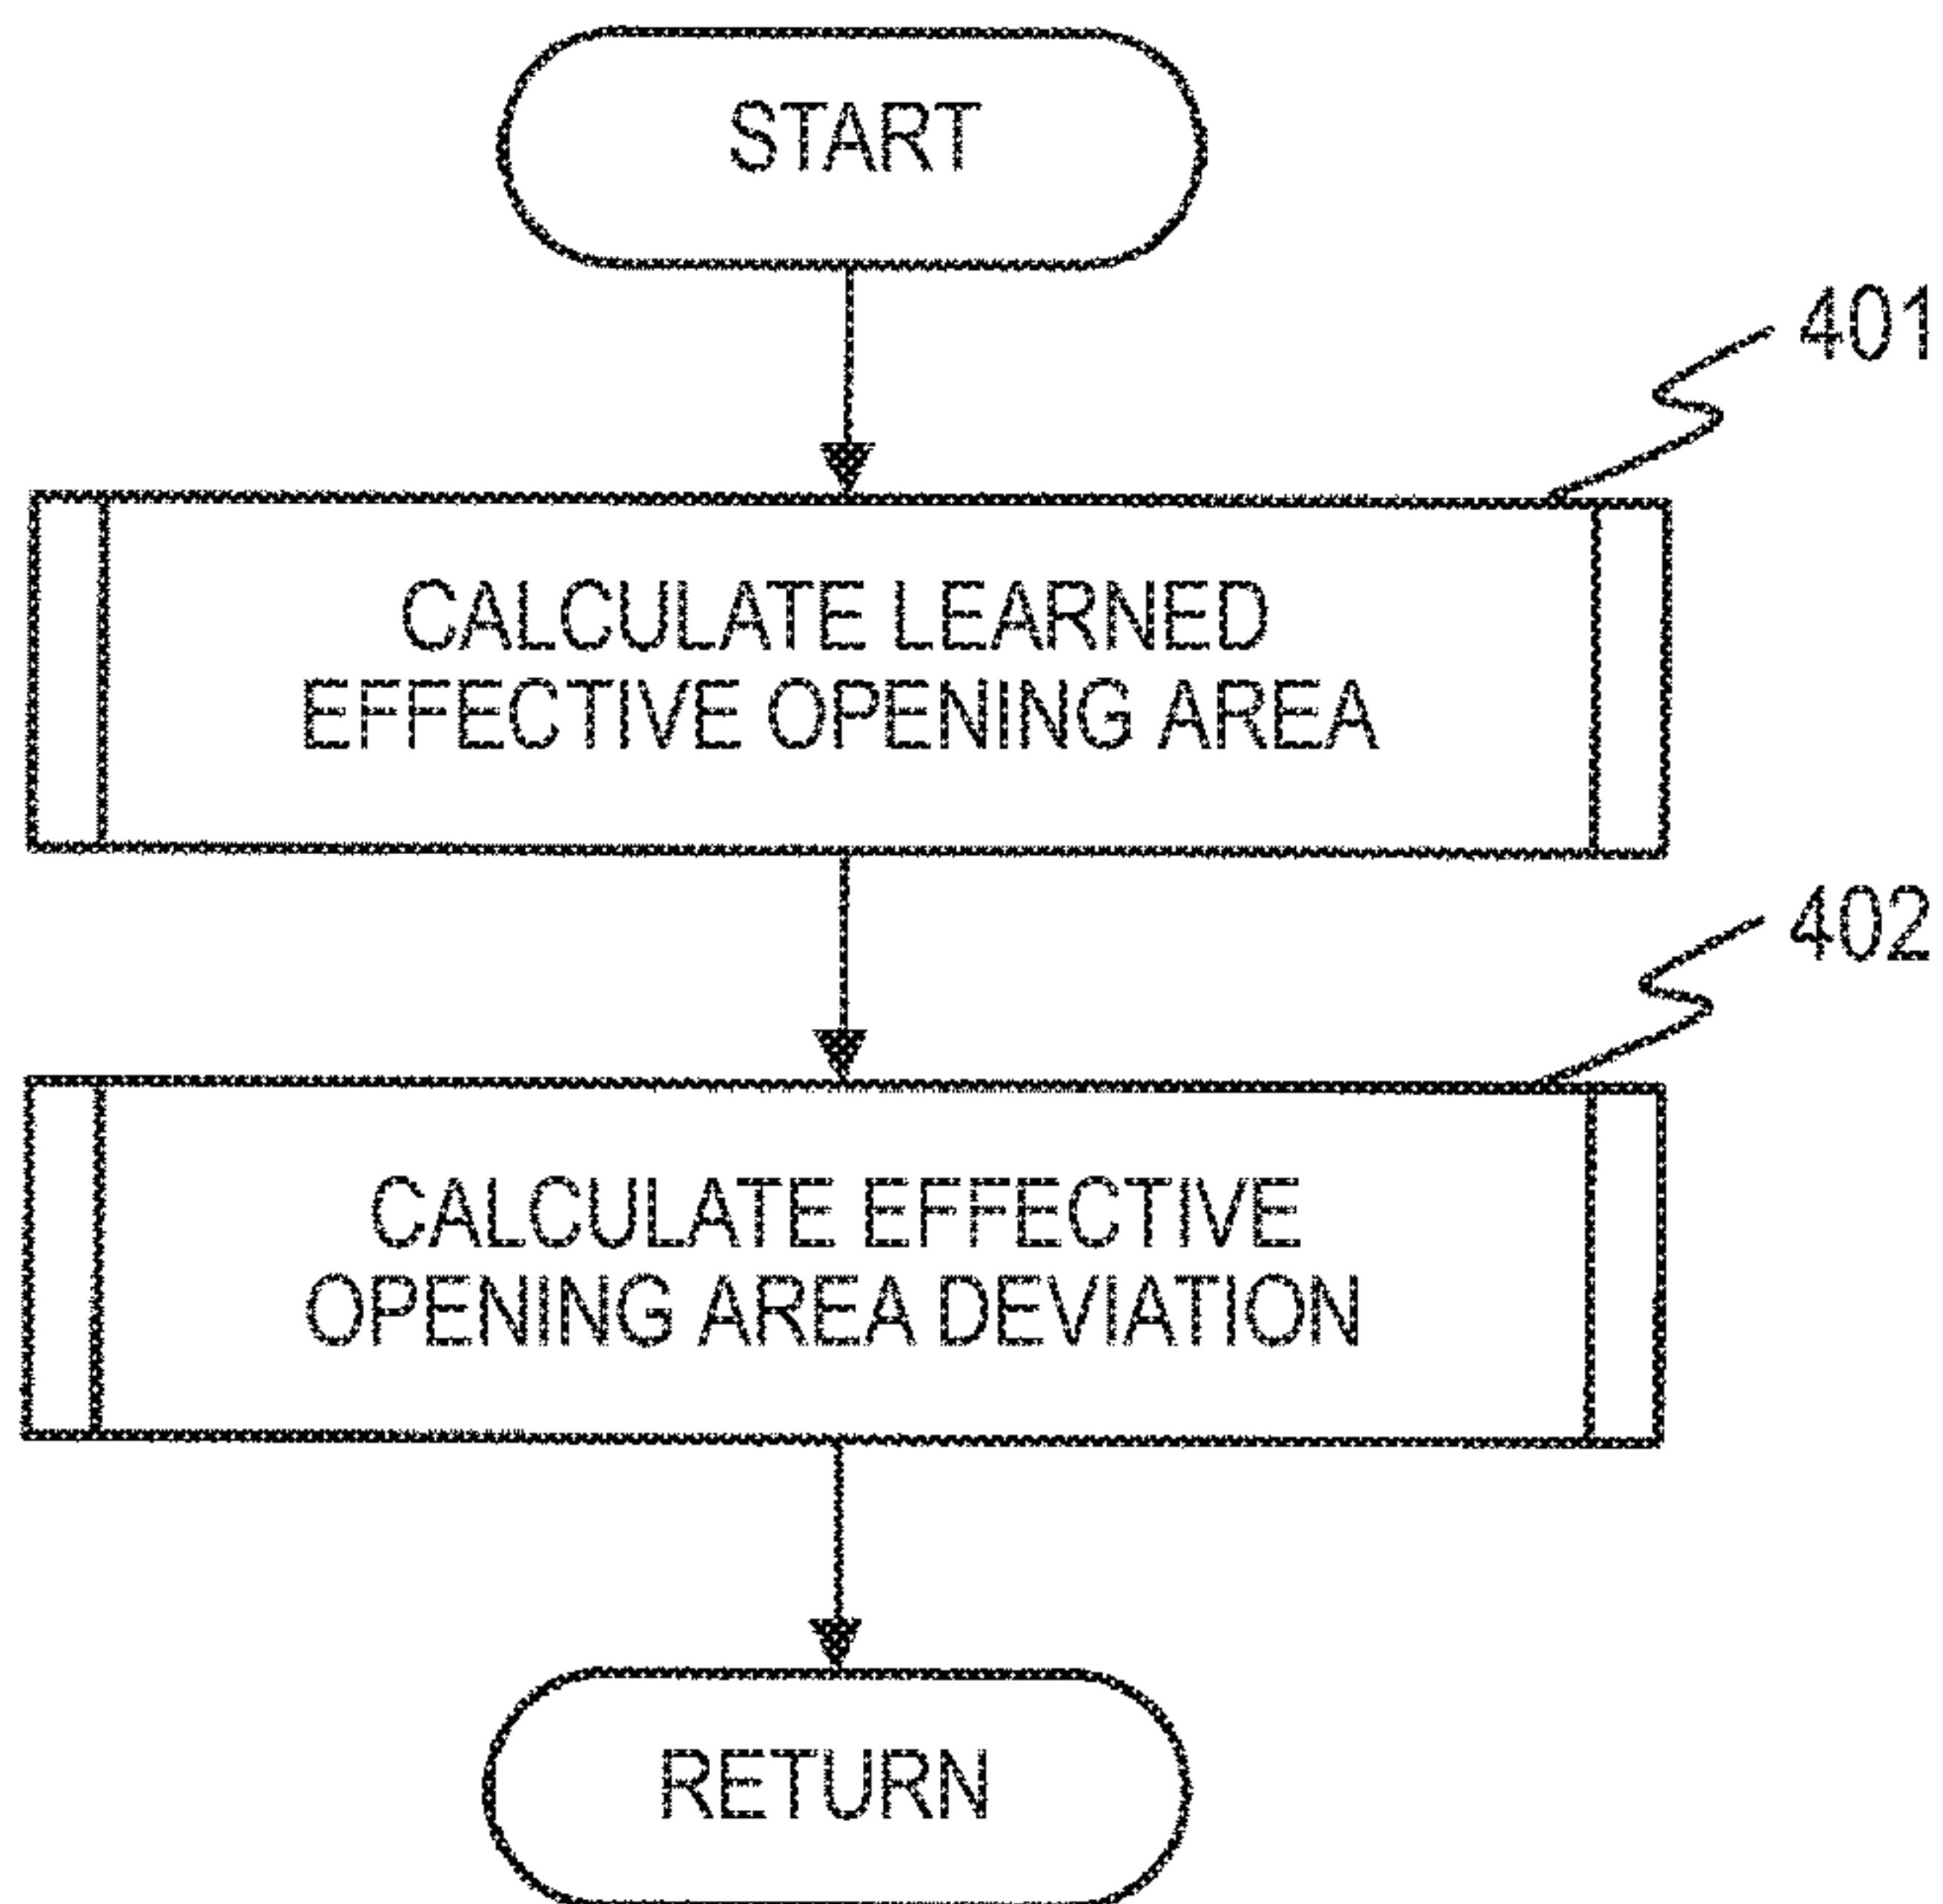 START
401
CALCULATE LEARNED
EFFECTIVE OPENING AREA
402
CALCULATE EFFECTIVE
OPENING AREA DEVIATION
RETURN